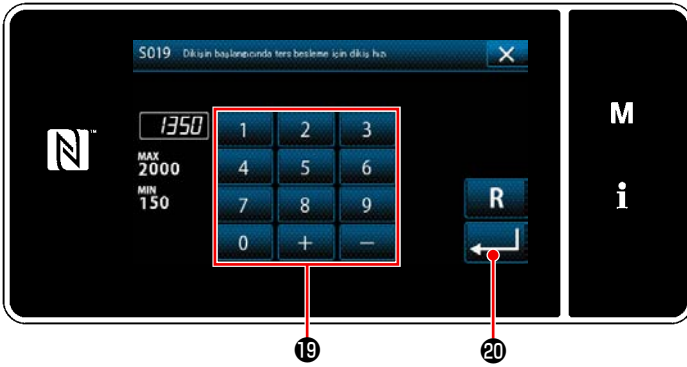 S019 Dikişin başlangıcında ters besleme için dikiş hızı
M
1350
1 2 3
MAX
2000
4 5 6
MIN
150
7 8 9
R
i
0 + −
⓳ ⓴